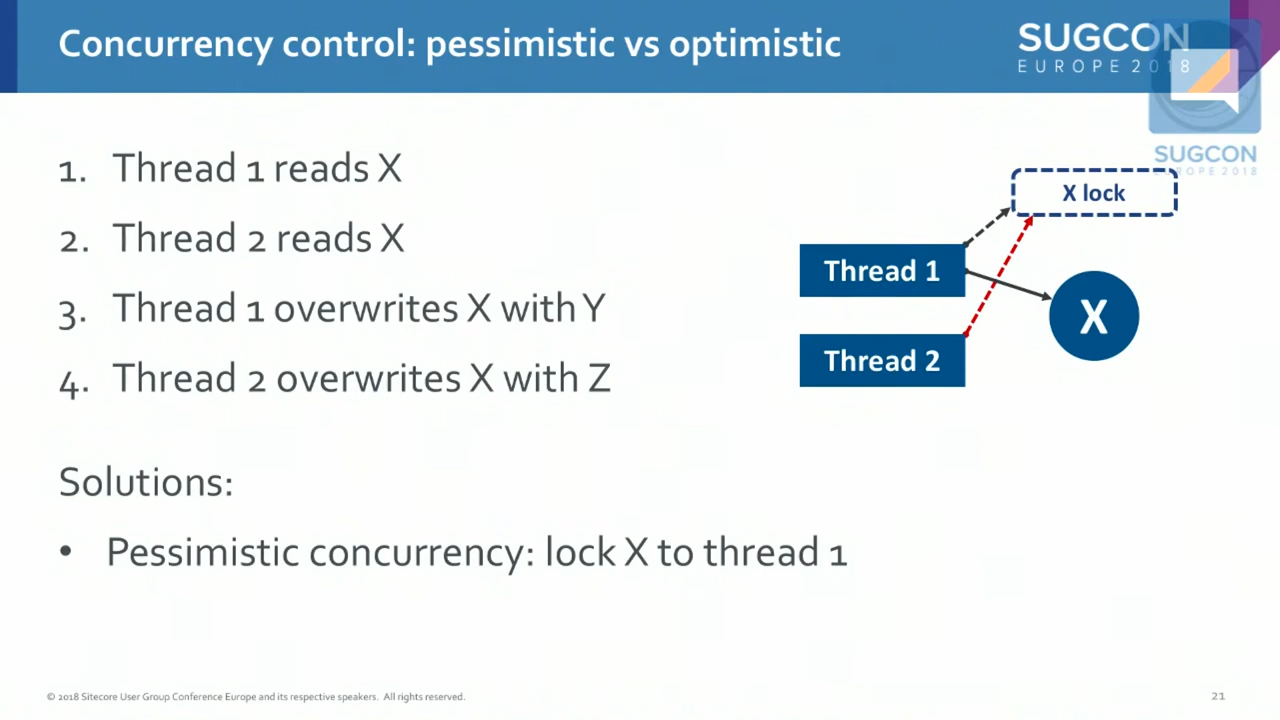 Concurrency control: pessimistic vs optimistic
SUGCON
EUROPE 2018
SUGCON
EUROPE 2018
1. Thread 1 reads X
2. Thread 2 reads X
3. Thread 1 overwrites X with Y
4. Thread 2 overwrites X with Z
X lock
Thread 1
X
Thread 2
Solutions:
• Pessimistic concurrency: lock X to thread 1
© 2018 Sitecore User Group Conference Europe and its respective speakers. All rights reserved.
21